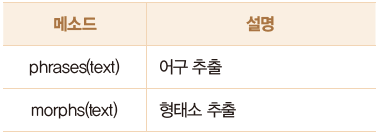 메소드 설명
phrases(text) 어구 추출
morphs(text) 형태소 추출